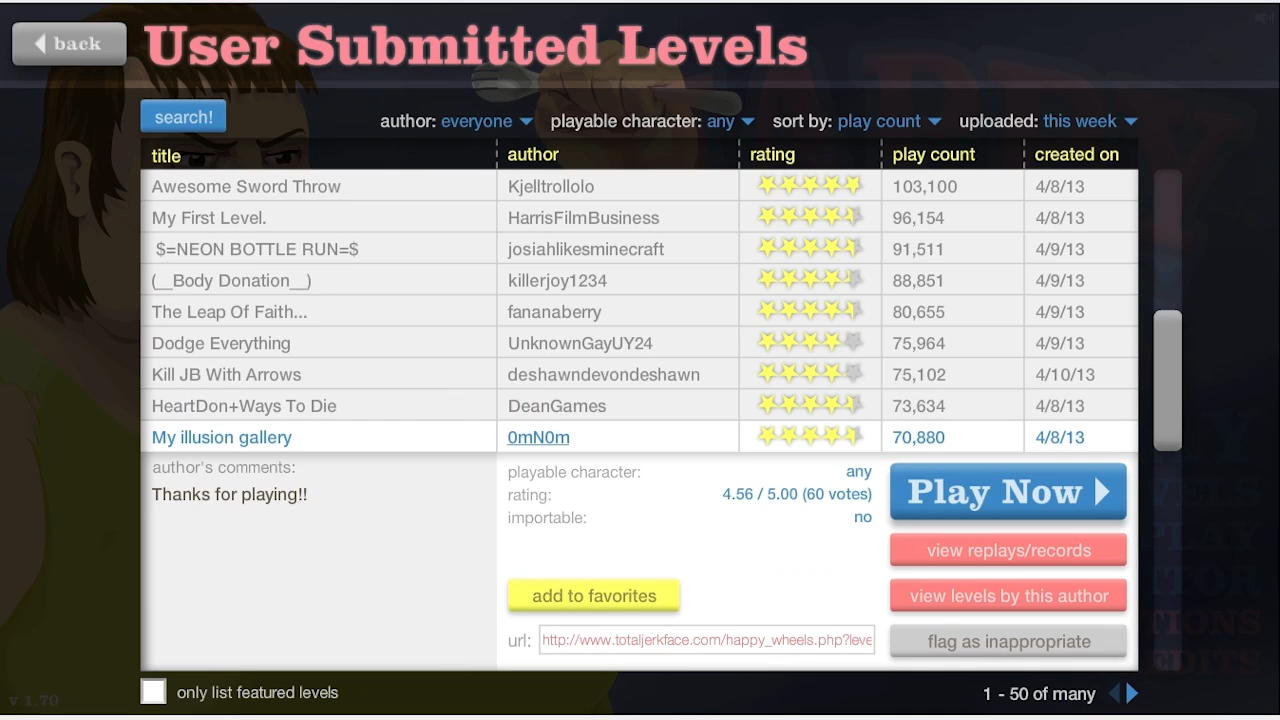 back
User Submitted Levels
search!
author: everyone playable character: any sort by: play count uploaded: this week
title author rating play count created on
Awesome Sword Throw Kjelltrollolo 103,100 4/8/13
My First Level. HarrisFilmBusiness 96,154 4/8/13
$=NEON BOTTLE RUN=$ josiahlikesminecraft 91,511 4/9/13
(__Body Donation__) killerjoy1234 88,851 4/9/13
The Leap Of Faith... fananaberry 80,655 4/9/13
Dodge Everything UnknownGayUY24 75,964 4/9/13
Kill JB With Arrows deshawndevondeshawn 75,102 4/10/13
HeartDon+Ways To Die DeanGames 73,634 4/8/13
My illusion gallery 0mN0m 70,880 4/8/13
author's comments:
Thanks for playing!!
playable character: any
rating: 4.56 / 5.00 (60 votes)
importable: no
add to favorites
url: http://www.totaljerkface.com/happy_wheels.php?leve
Play Now
view replays/records
view levels by this author
flag as inappropriate
only list featured levels
1 - 50 of many
v 1.70